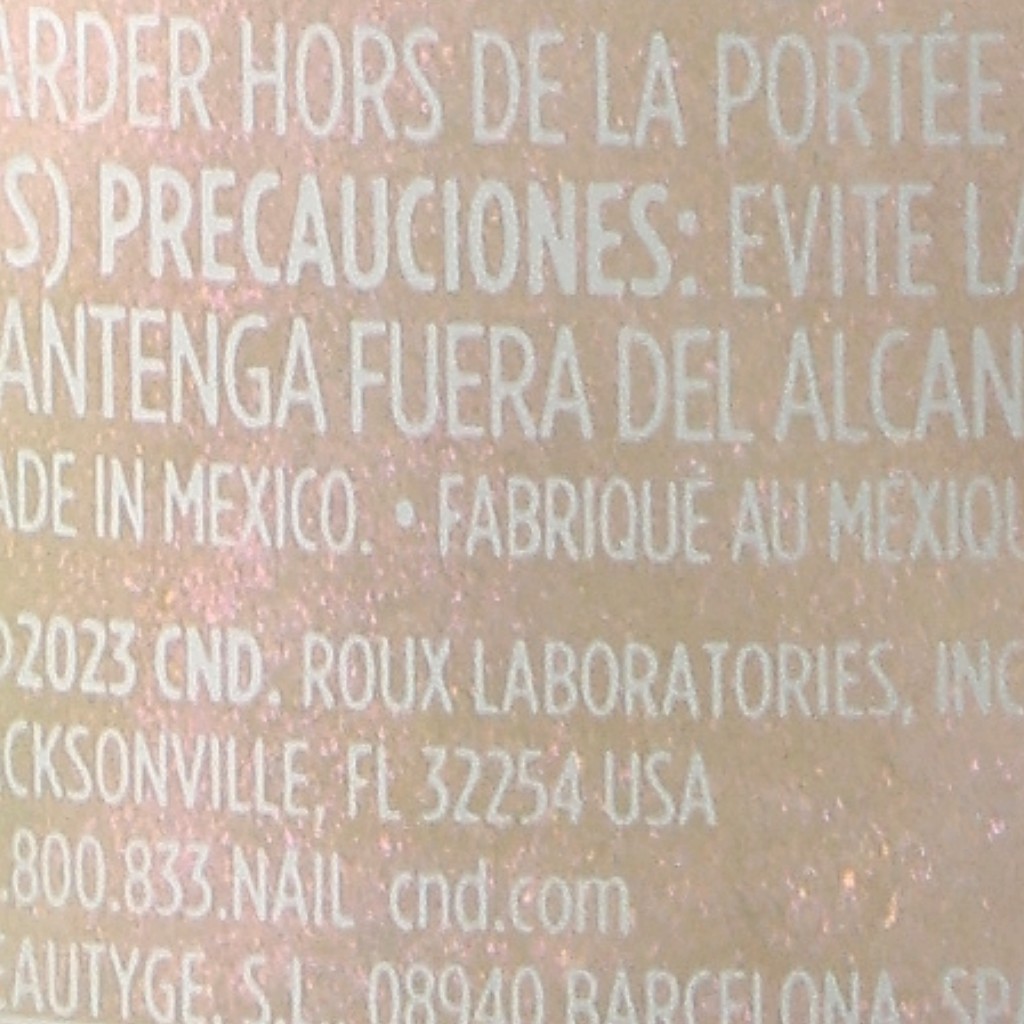 ARDER HORS DE LA PORTÉE
S) PRECAUCIONES: EVITE LA
ANTENGA FUERA DEL ALCAN
ADE IN MEXICO. • FABRIQUÉ AU MEXIQU
©2023 CND. ROUX LABORATORIES, INC
CKSONVILLE, FL 32254 USA
.800.833.NAIL cnd.com
EAUTYGE, S.L., 08940 BARCELONA, SP